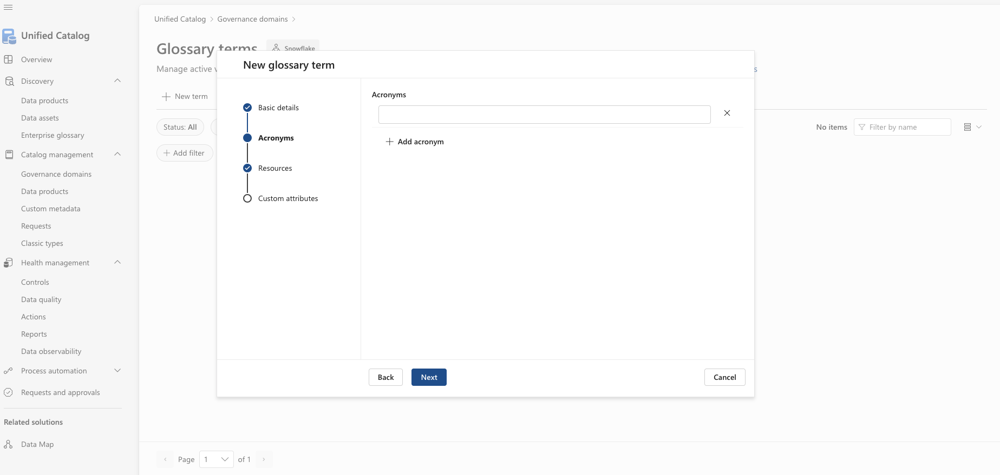 Unified Catalog
Overview
Discovery
Data products
Data assets
Enterprise glossary
Catalog management
Governance domains
Data products
Custom metadata
Requests
Classic types
Health management
Controls
Data quality
Actions
Reports
Data observability
Process automation
Requests and approvals
Related solutions
Data Map
Unified Catalog > Governance domains >
Glossary terms
Snowflake
Manage active
New term
Status: All
Add filter
No items
Filter by name
New glossary term
Basic details
Acronyms
Resources
Custom attributes
Acronyms
Add acronym
Back
Next
Cancel
Page 1 of 1